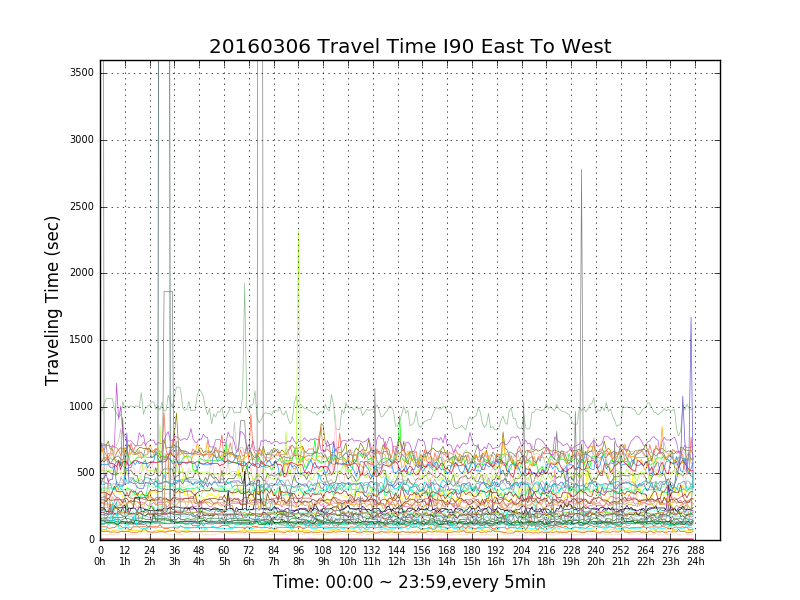 20160306 Travel Time I90 East To West
Traveling Time (sec)
3500
3000
2500
2000
1500
1000
500
0
0 12 24 36 48 60 72 84 96 108 120 132 144 156 168 180 192 204 216 228 240 252 264 276 288
0h 1h 2h 3h 4h 5h 6h 7h 8h 9h 10h 11h 12h 13h 14h 15h 16h 17h 18h 19h 20h 21h 22h 23h 24h
Time: 00:00 ~ 23:59,every 5min